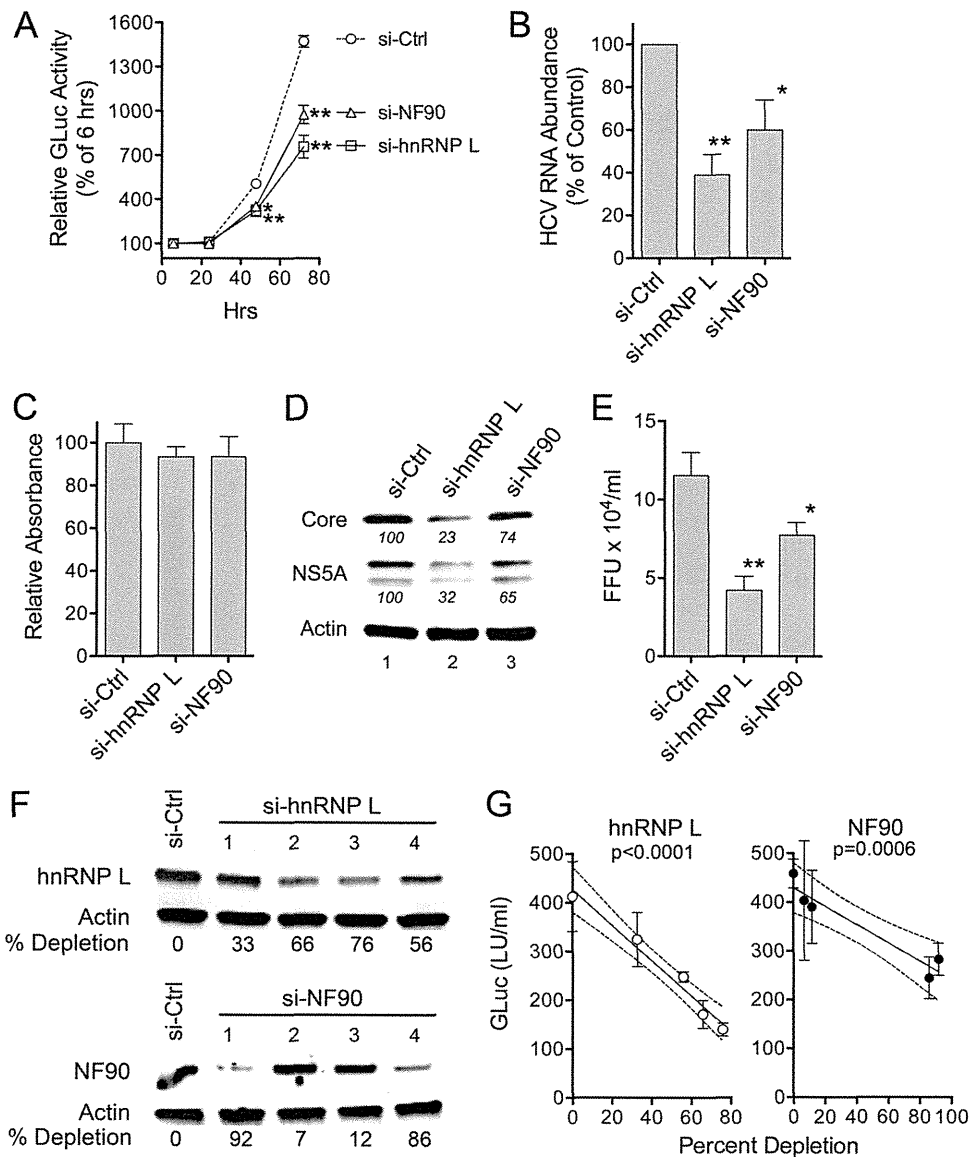 A
Relative GLuc Activity
(% of 6 hrs)
1600
1300
1000
700
400
100
0 20 40 60 80
Hrs
si-Ctrl
si-NF90
si-hnRNP L
**
**
*
**
B
HCV RNA Abundance
(% of Control)
100
80
60
40
20
0
**
*
si-Ctrl
si-hnRNP L
si-NF90
C
Relative Absorbance
100
80
60
40
20
0
si-Ctrl
si-hnRNP L
si-NF90
D
si-Ctrl
si-hnRNP L
si-NF90
Core
100 23 74
NS5A
100 32 65
Actin
1 2 3
E
FFU x 10⁴/ml
15
10
5
0
**
*
si-Ctrl
si-hnRNP L
si-NF90
F
si-Ctrl
si-hnRNP L
1 2 3 4
hnRNP L
Actin
% Depletion 0 33 66 76 56
si-Ctrl
si-NF90
1 2 3 4
NF90
Actin
% Depletion 0 92 7 12 86
G
hnRNP L
p<0.0001
GLuc (LU/ml)
500
400
300
200
100
0
0 20 40 60 80
NF90
p=0.0006
500
400
300
200
100
0
0 20 40 60 80 100
Percent Depletion